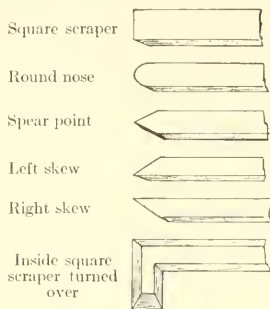 Square scraper
Round nose
Spear point
Left skew
Right skew
Inside square
scraper turned
over